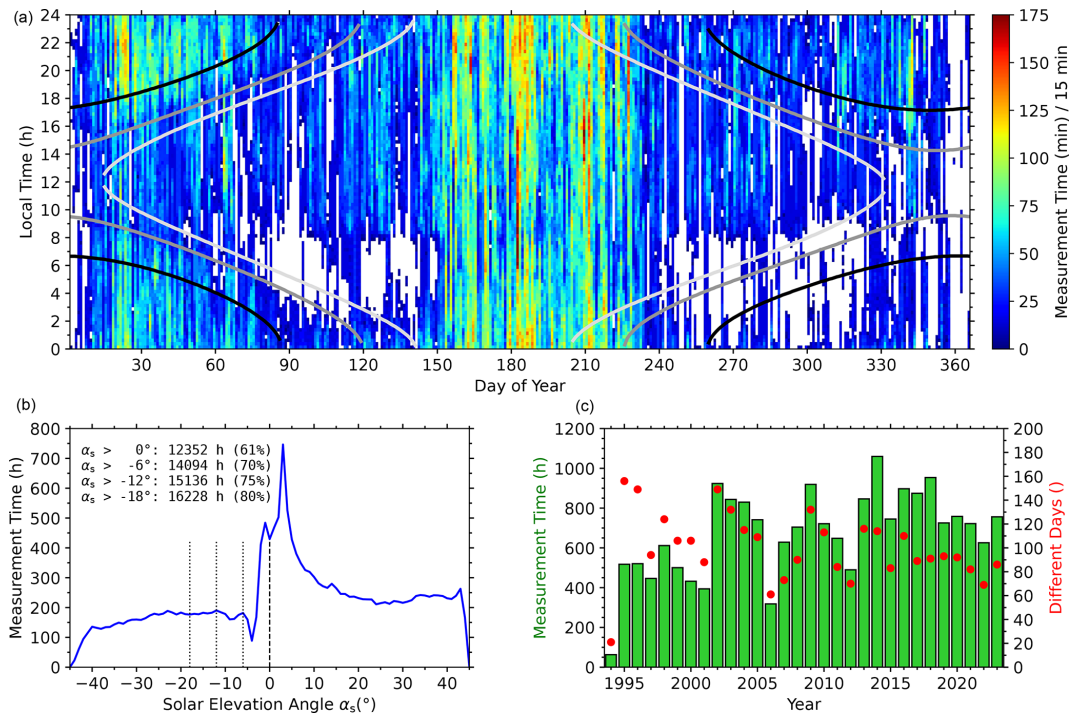 (a)
24
22
20
18
16
14
12
10
8
6
4
2
0
Local Time (h)
30 60 90 120 150 180 210 240 270 300 330 360
Day of Year
175
150
125
100
75
50
25
0
Measurement Time (min) / 15 min
(b)
800
700
600
500
400
300
200
100
0
Measurement Time (h)
αs > 0°: 12352 h (61%)
αs > -6°: 14094 h (70%)
αs > -12°: 15136 h (75%)
αs > -18°: 16228 h (80%)
−40 −30 −20 −10 0 10 20 30 40
Solar Elevation Angle αs(°)
(c)
1200
1000
800
600
400
200
0
Measurement Time (h)
1995 2000 2005 2010 2015 2020
Year
200
180
160
140
120
100
80
60
40
20
0
Different Days ()